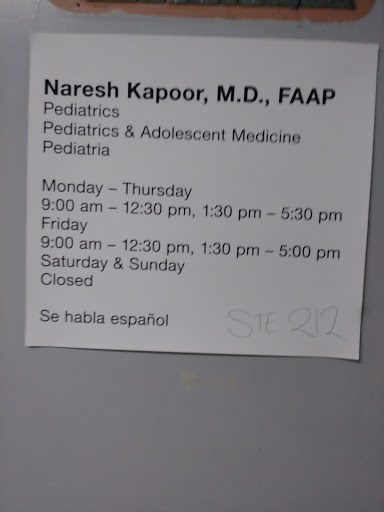 Naresh Kapoor, M.D., FAAP
Pediatrics
Pediatrics & Adolescent Medicine
Pediatria
Monday – Thursday
9:00 am – 12:30 pm, 1:30 pm – 5:30 pm
Friday
9:00 am – 12:30 pm, 1:30 pm – 5:00 pm
Saturday & Sunday
Closed
Se habla español
STE 212